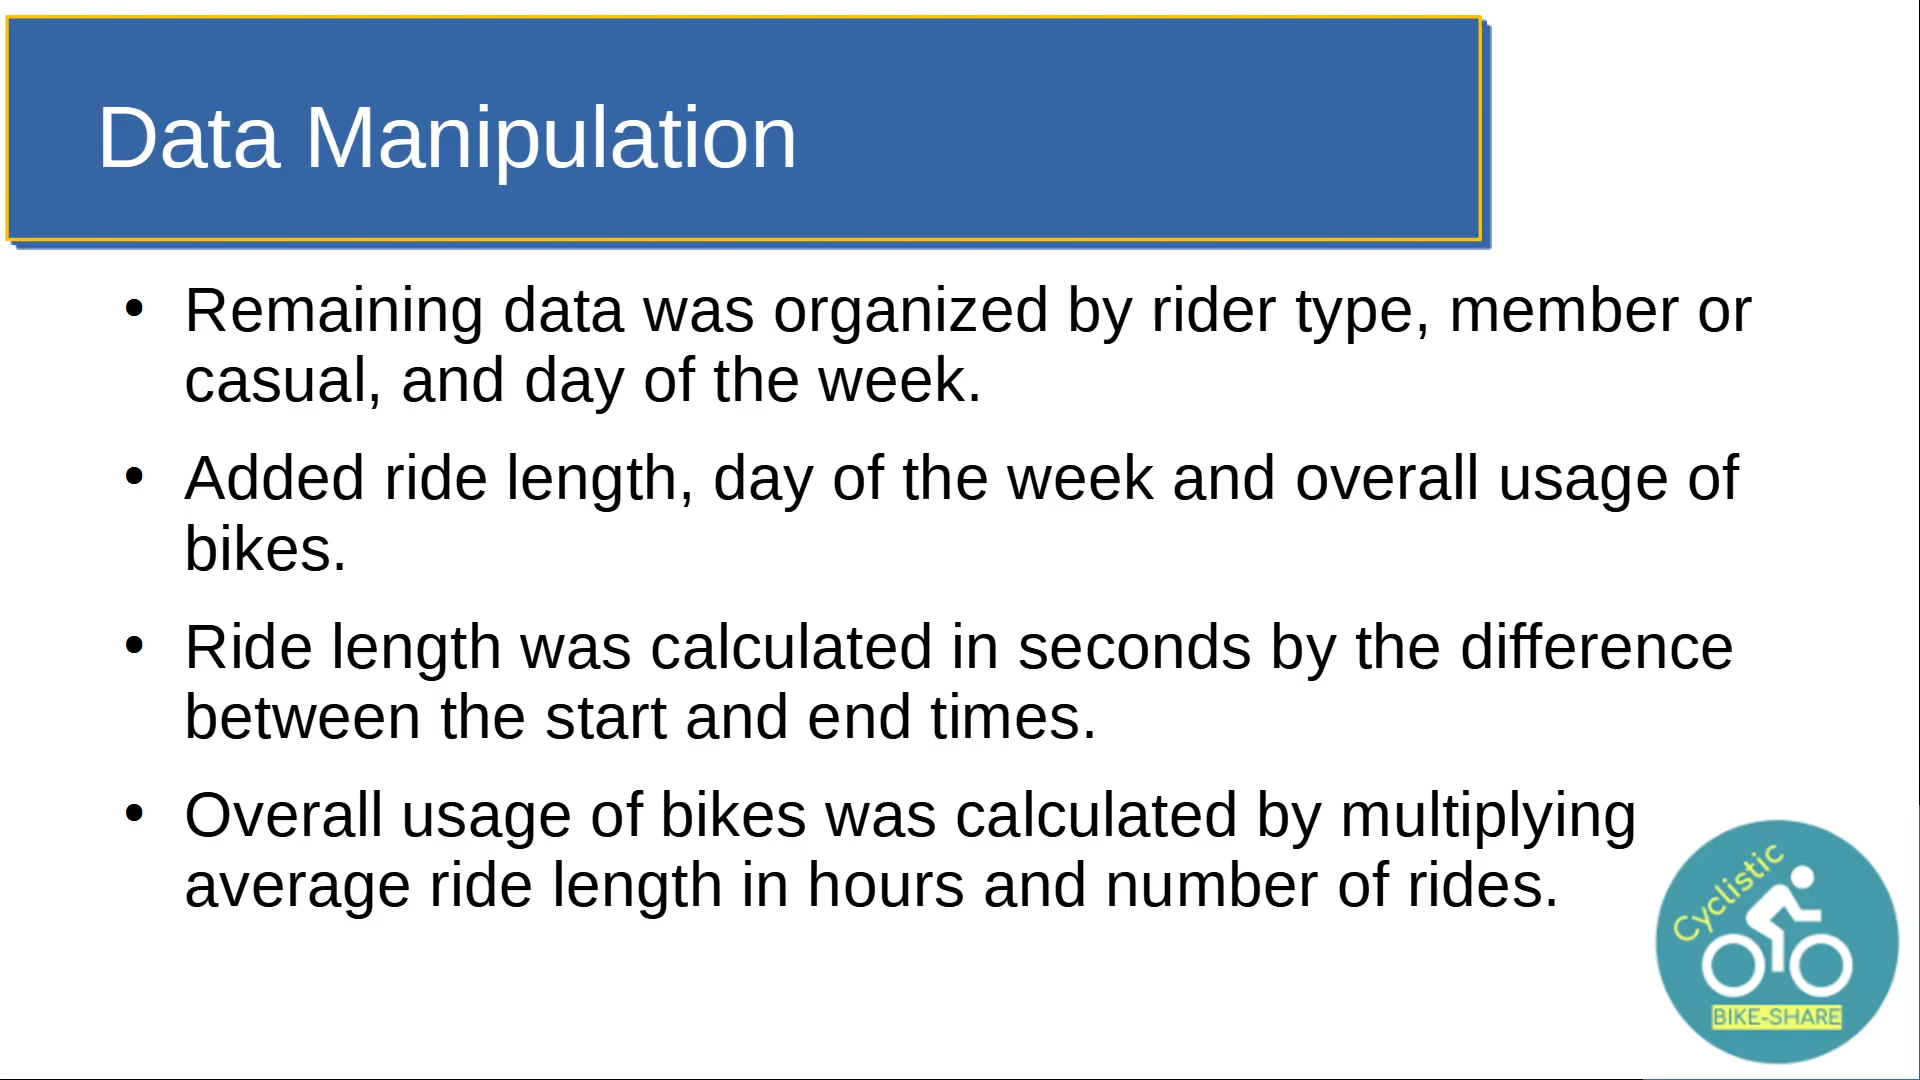 Data Manipulation
• Remaining data was organized by rider type, member or
casual, and day of the week.
• Added ride length, day of the week and overall usage of
bikes.
• Ride length was calculated in seconds by the difference
between the start and end times.
• Overall usage of bikes was calculated by multiplying
average ride length in hours and number of rides.
Cyclistic
BIKE-SHARE